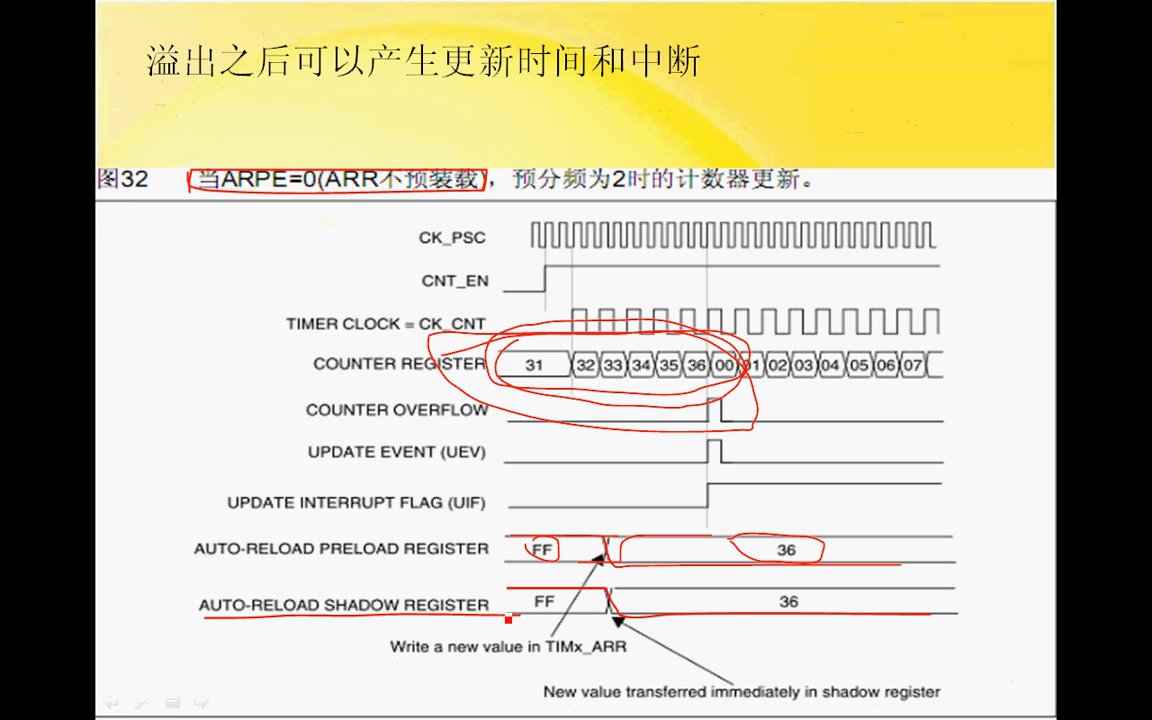 溢出之后可以产生更新时间和中断
图32 当ARPE=0(ARR不预装载)，预分频为2时的计数器更新。
CK_PSC
CNT_EN
TIMER CLOCK = CK_CNT
COUNTER REGISTER 31 32 33 34 35 36 00 01 02 03 04 05 06 07
COUNTER OVERFLOW
UPDATE EVENT (UEV)
UPDATE INTERRUPT FLAG (UIF)
AUTO-RELOAD PRELOAD REGISTER FF 36
AUTO-RELOAD SHADOW REGISTER FF 36
Write a new value in TIMx_ARR
New value transferred immediately in shadow register